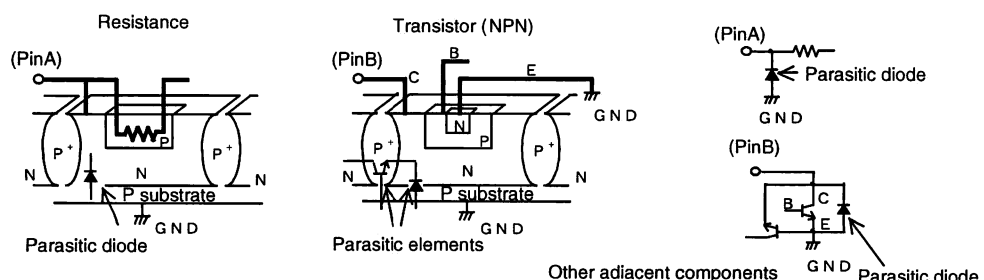 Resistance
(PinA)
P
P+
P+
N
N
N
P substrate
GND
Parasitic diode
Transistor (NPN)
(PinB)
C
B
E
GND
N
P
P+
P+
N
N
N
P substrate
GND
Parasitic elements
(PinA)
Parasitic diode
GND
(PinB)
C
B
E
GND
Parasitic diode
Other adjacent components